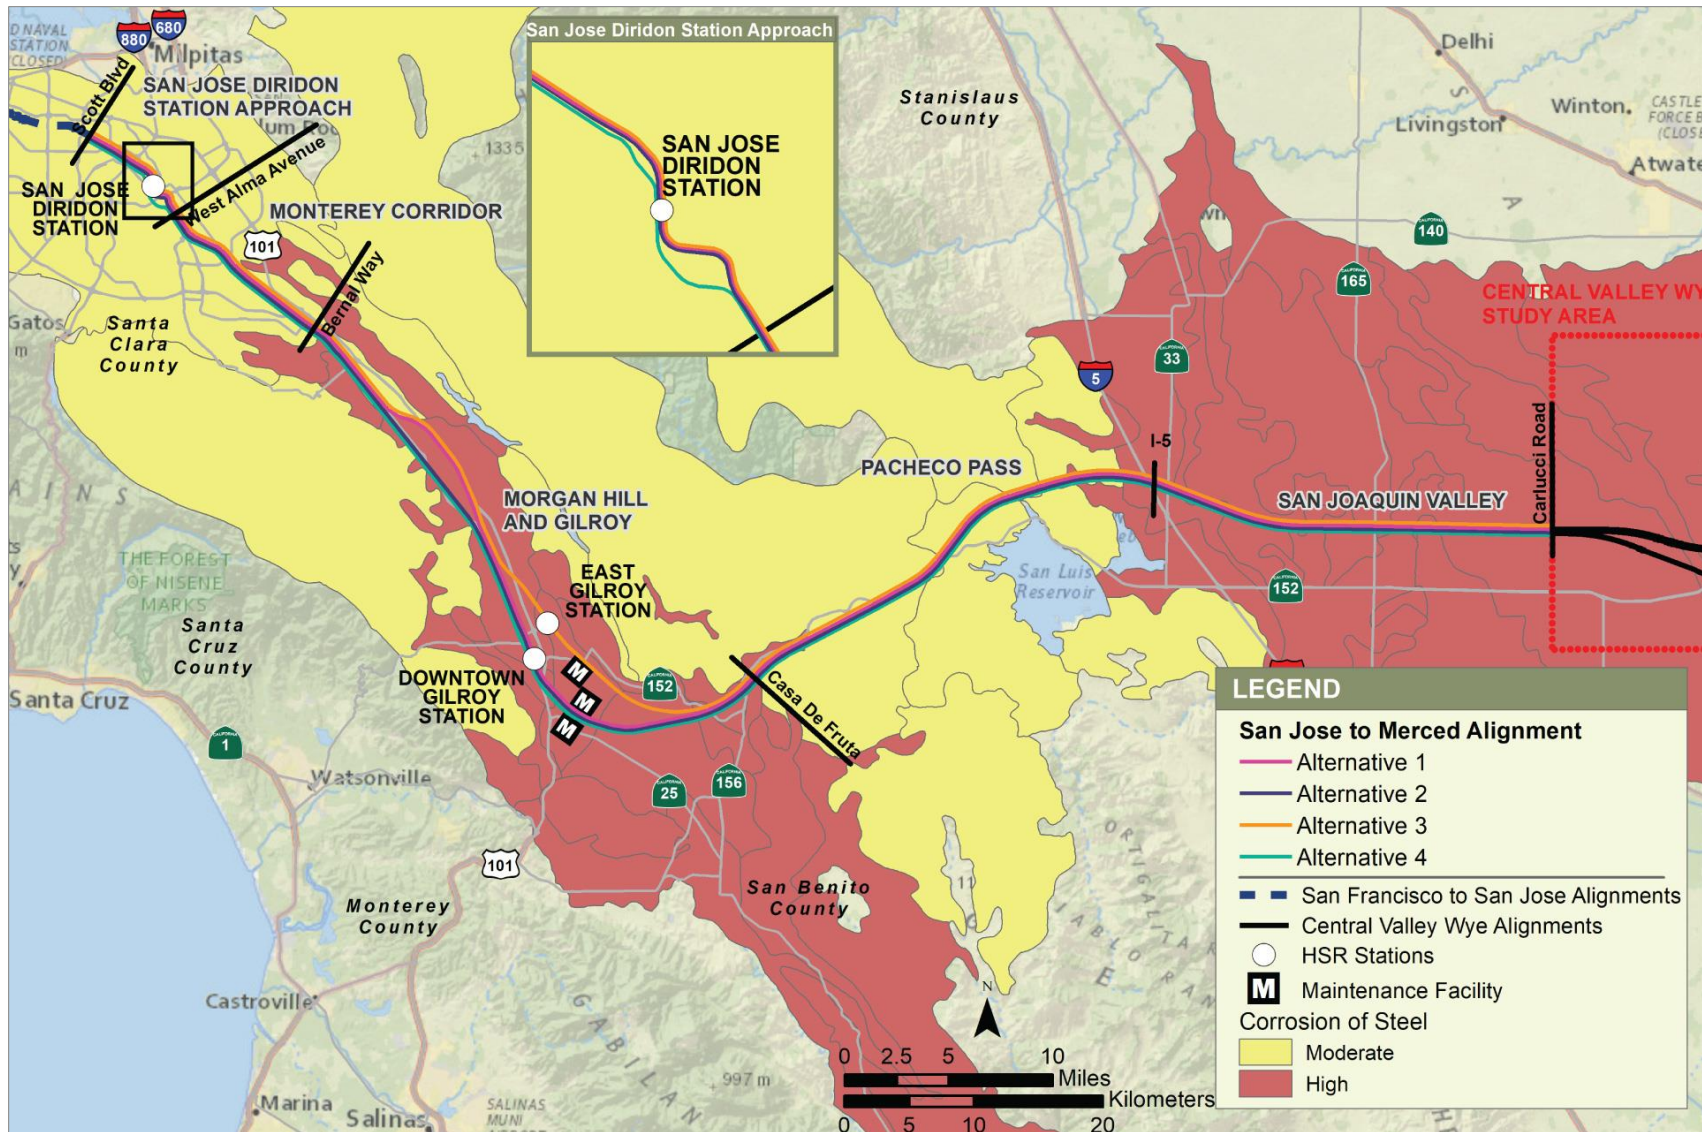 D NAVAL
STATION
(CLOSED)
880
680
Milpitas
Scott Blvd
SAN JOSE DIRIDON
STATION APPROACH
SAN JOSE
DIRIDON
STATION
West Alma Avenue
MONTEREY CORRIDOR
101
Bernal Way
Gatos
Santa
Clara
County
San Jose Diridon Station Approach
SAN JOSE
DIRIDON
STATION
1335
Stanislaus
County
Delhi
Winton
Livingston
Atwate
140
165
33
5
CENTRAL VALLEY WY
STUDY AREA
I-5
Carlucci Road
PACHECO PASS
SAN JOAQUIN VALLEY
152
San Luis
Reservoir
MORGAN HILL
AND GILROY
EAST
GILROY
STATION
THE FOREST
OF NISENE
MARKS
Santa
Cruz
County
DOWNTOWN
GILROY
STATION
M
M
M
152
Casa De Fruta
Santa Cruz
1
Watsonville
25
156
101
San Benito
County
Monterey
County
11
Castroville
GABILAN
997 m
Marina
Salinas
SALINAS
MUNI
N
0 2.5 5 10
Miles
Kilometers
0 5 10 20
LEGEND
San Jose to Merced Alignment
Alternative 1
Alternative 2
Alternative 3
Alternative 4
San Francisco to San Jose Alignments
Central Valley Wye Alignments
HSR Stations
M Maintenance Facility
Corrosion of Steel
Moderate
High